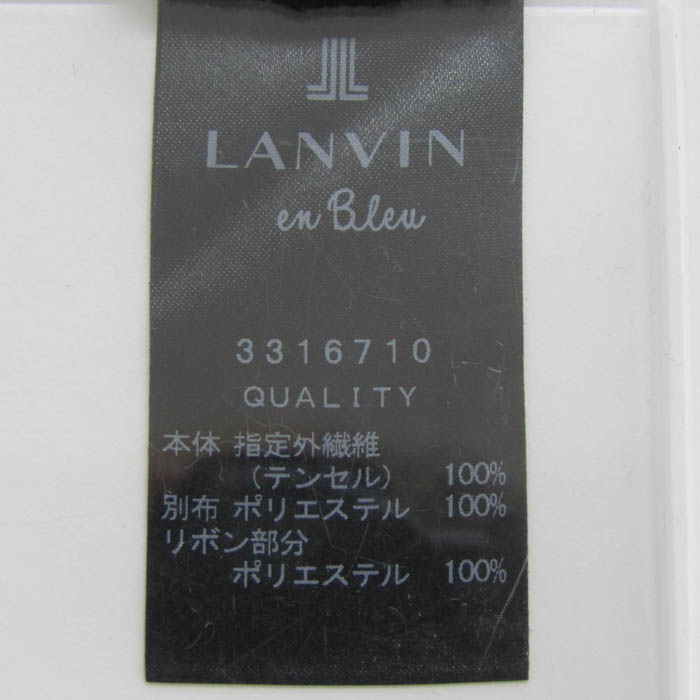 LANVIN
en Bleu
3316710
QUALITY
本体 指定外繊維
(テンセル) 100%
別布 ポリエステル 100%
リボン部分
ポリエステル 100%